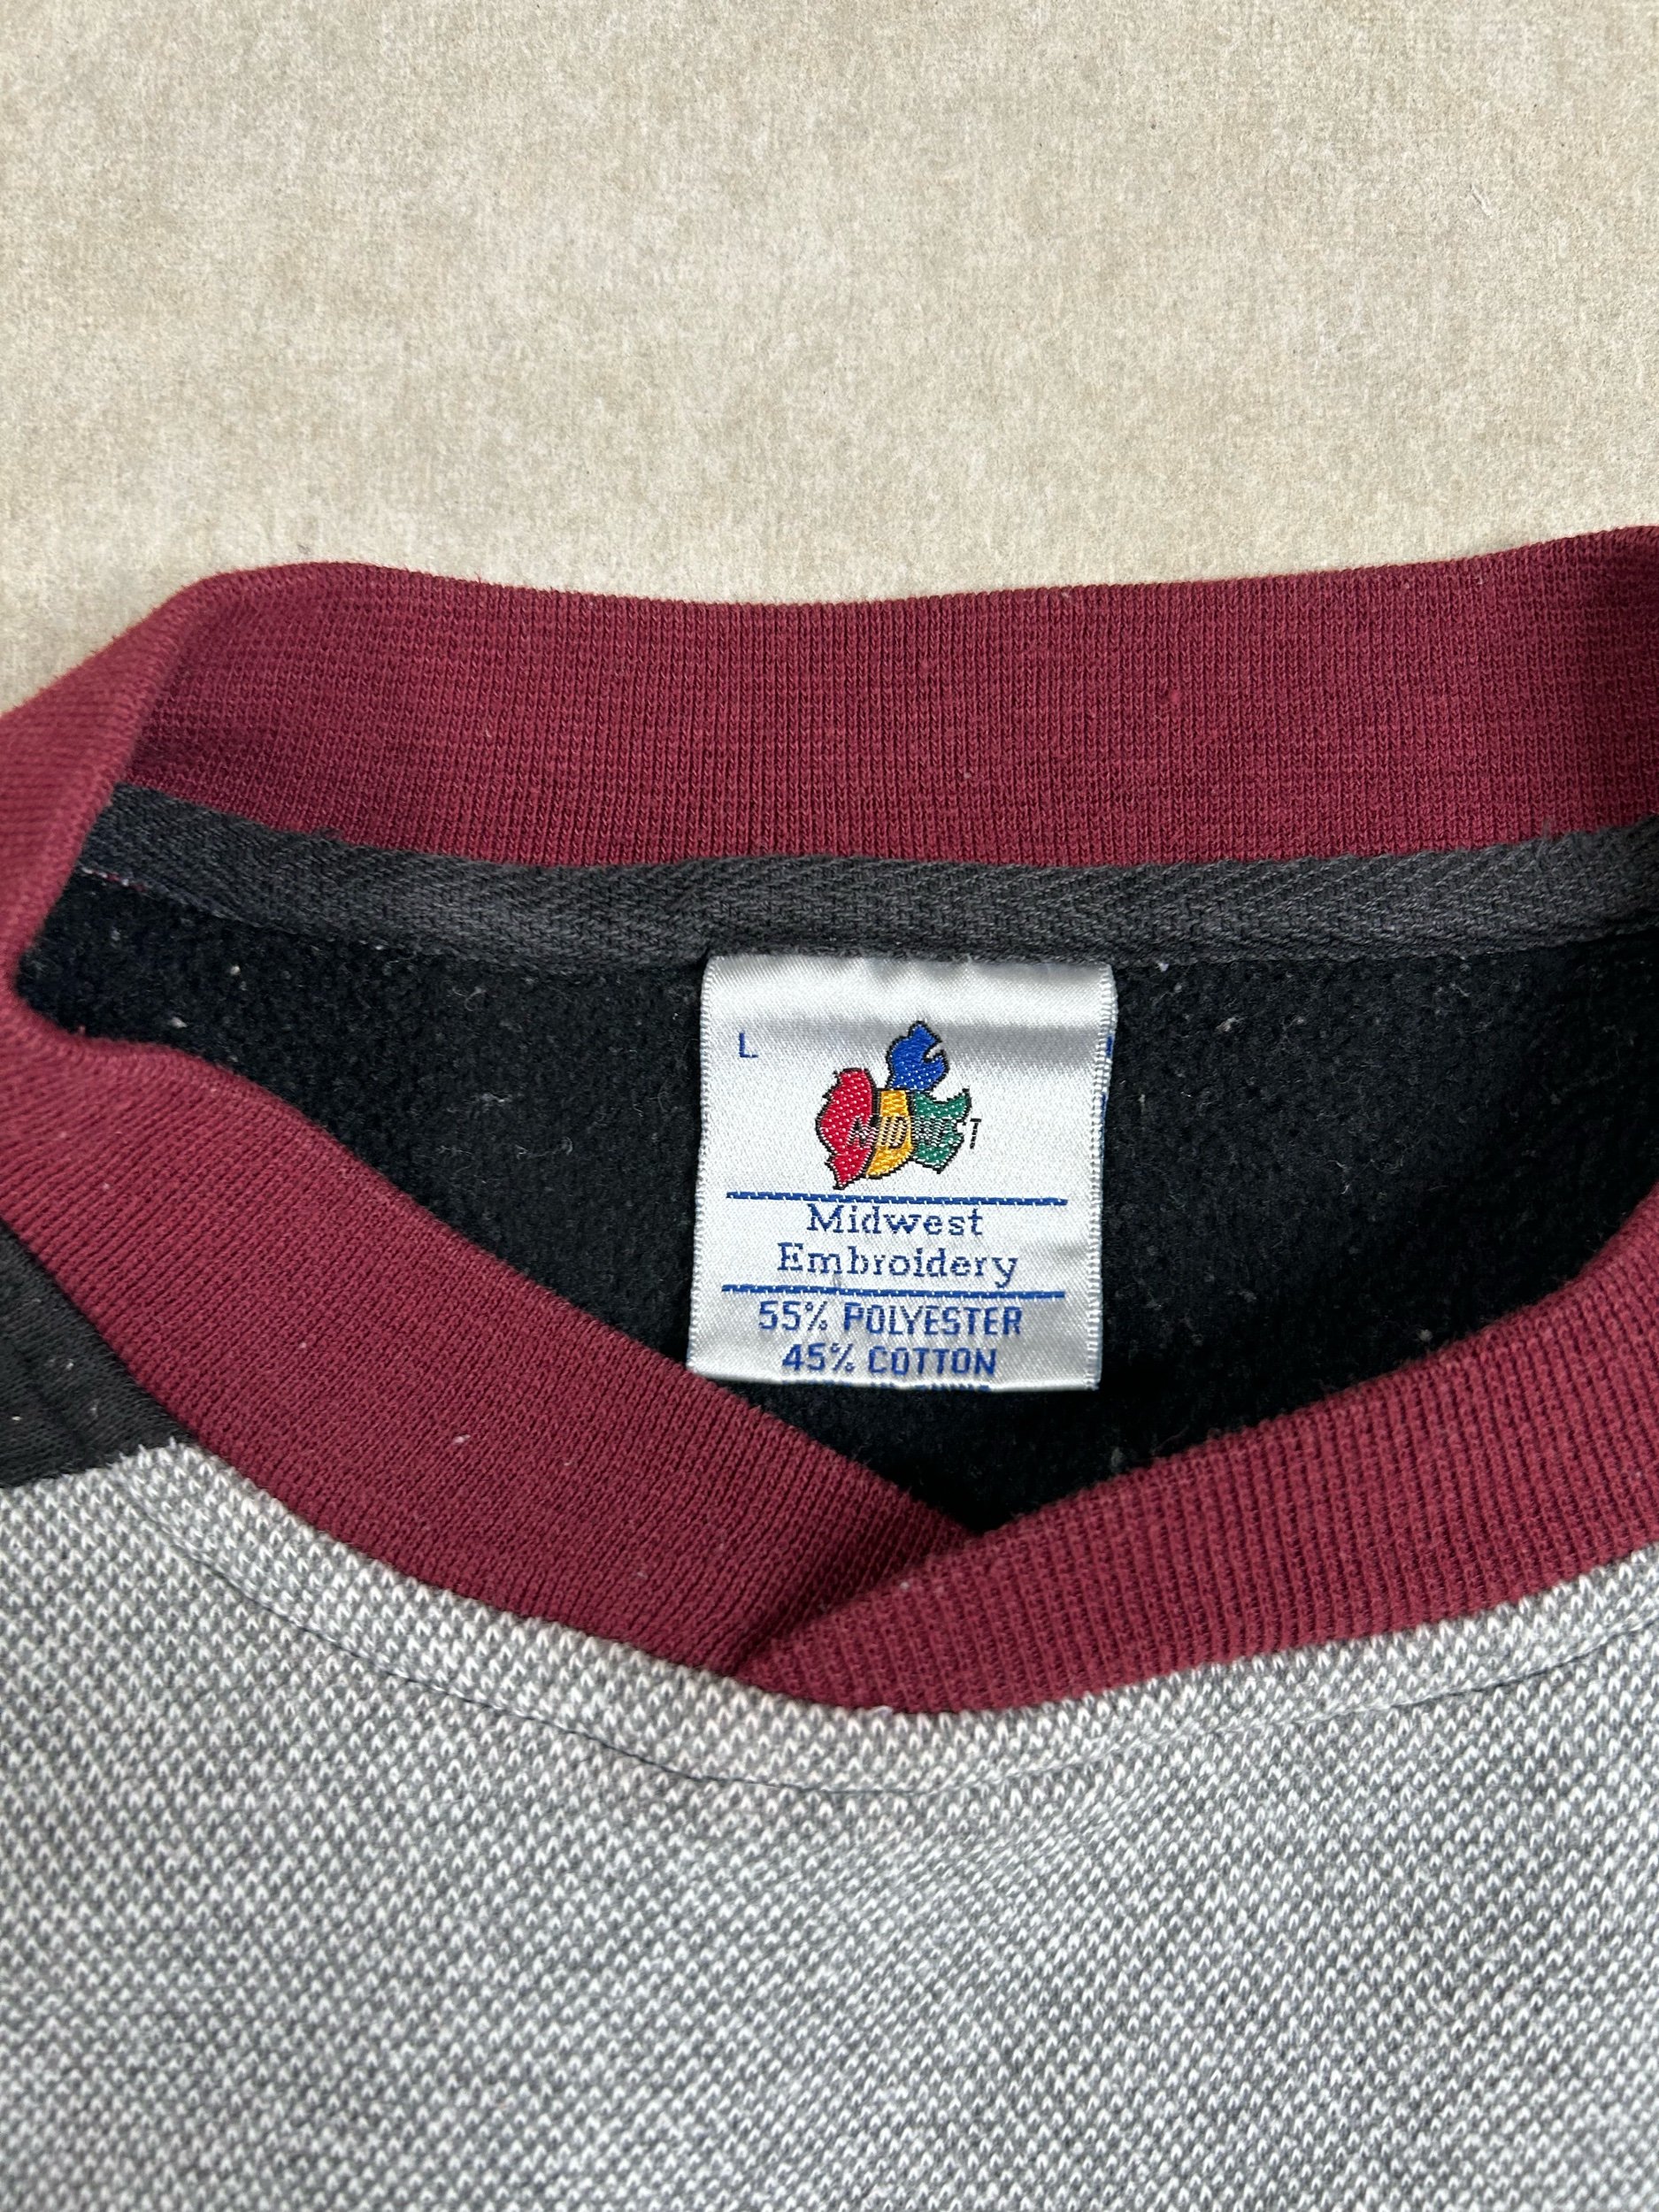 L
MIDWEST
Midwest
Embroidery
55% POLYESTER
45% COTTON